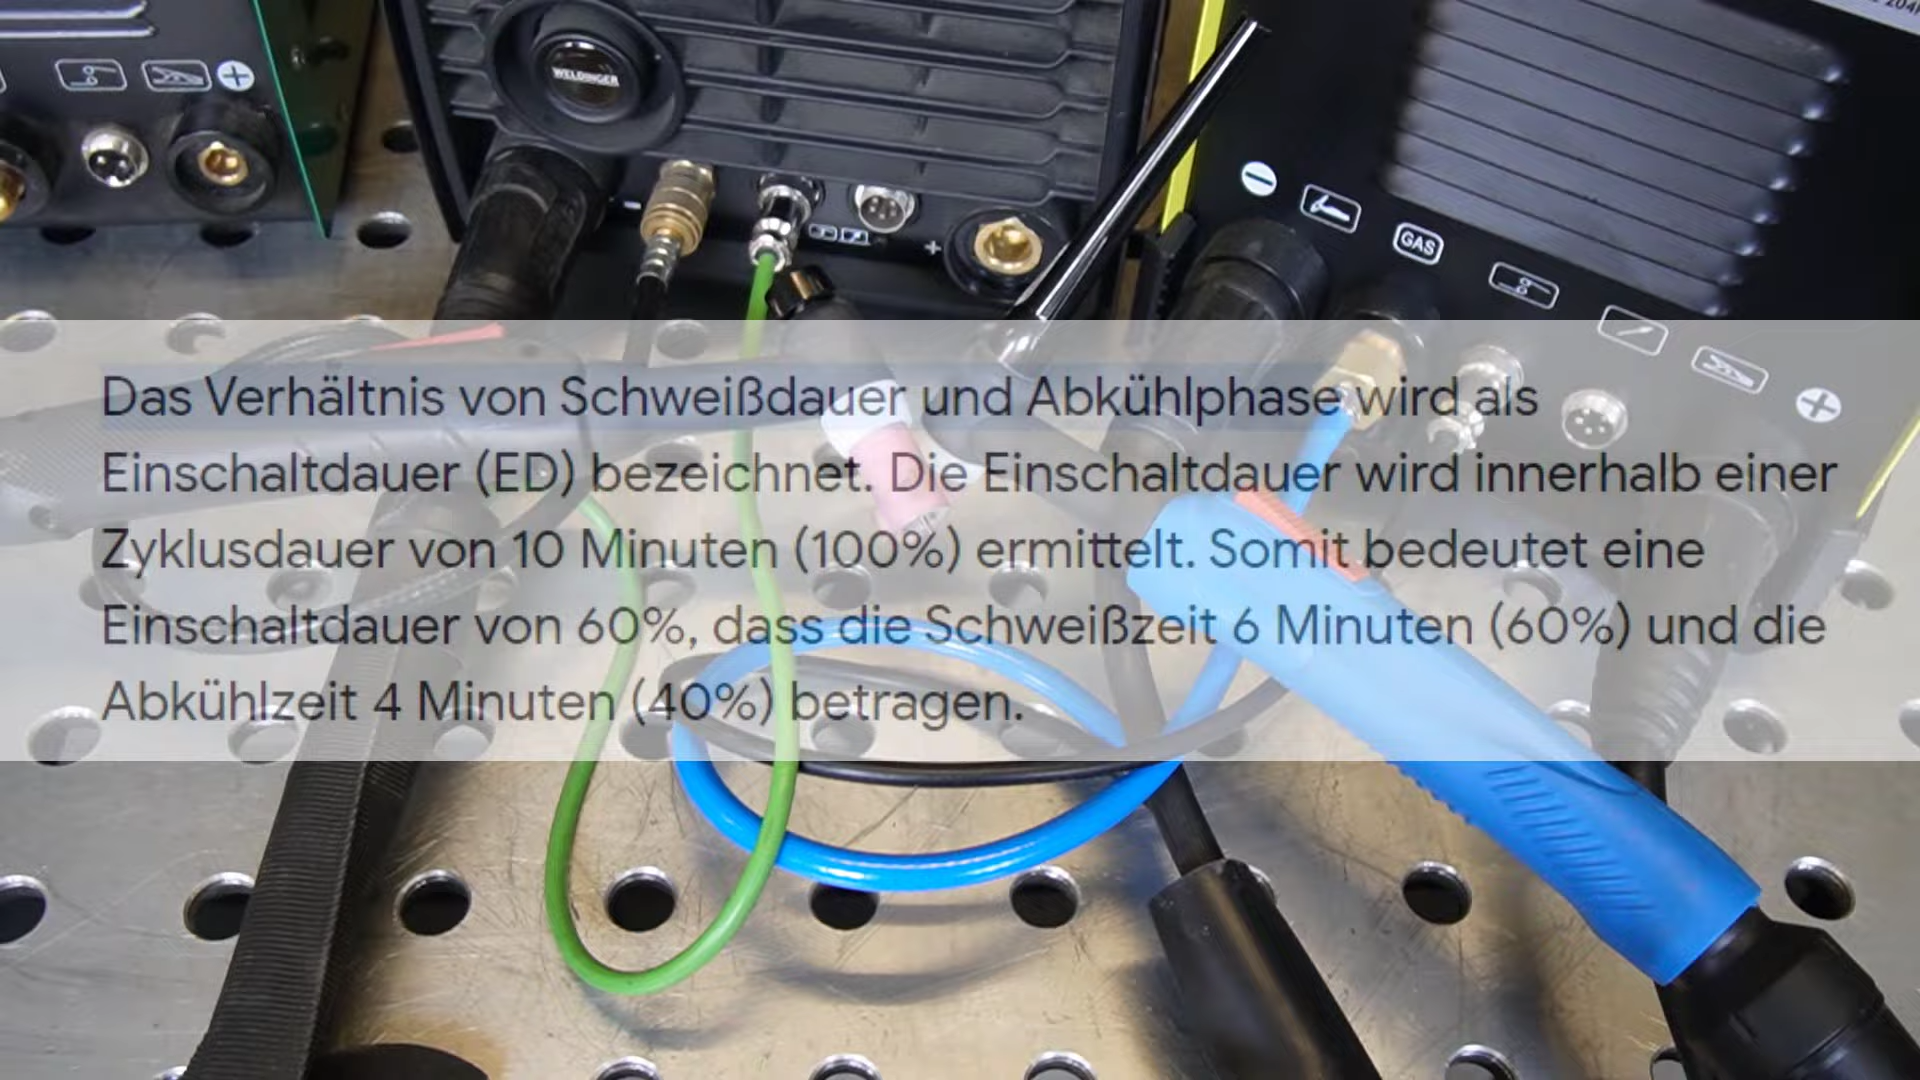 204
WELDINGER
GAS
Das Verhältnis von Schweißdauer und Abkühlphase wird als
Einschaltdauer (ED) bezeichnet. Die Einschaltdauer wird innerhalb einer
Zyklusdauer von 10 Minuten (100%) ermittelt. Somit bedeutet eine
Einschaltdauer von 60%, dass die Schweißzeit 6 Minuten (60%) und die
Abkühlzeit 4 Minuten (40%) betragen.